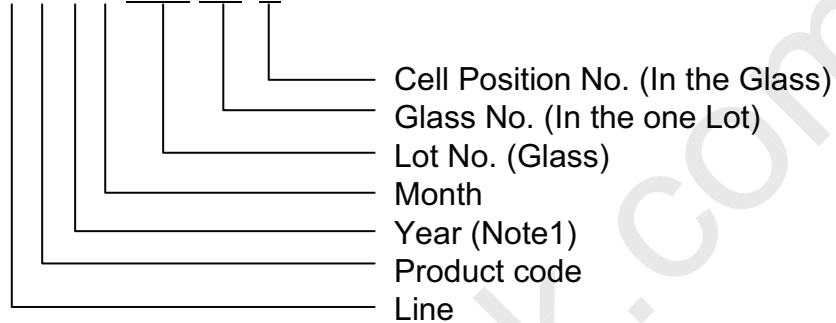 Cell Position No. (In the Glass)
Glass No. (In the one Lot)
Lot No. (Glass)
Month
Year (Note1)
Product code
Line